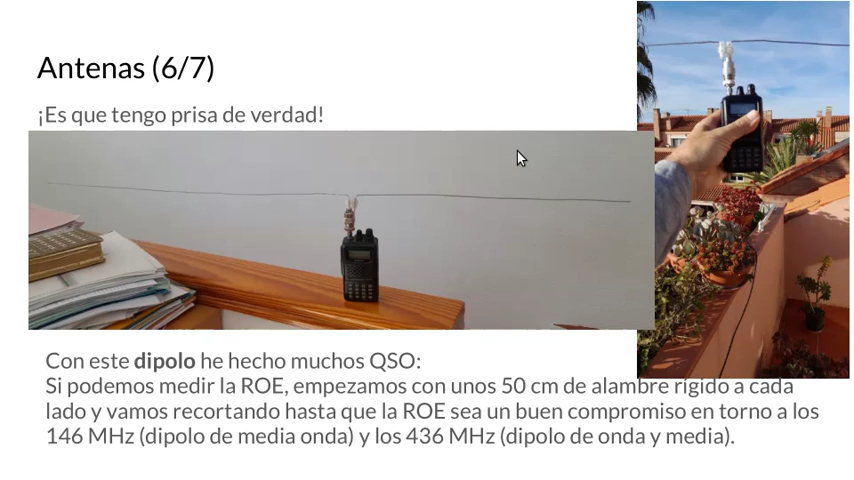 Antenas (6/7)
¡Es que tengo prisa de verdad!
Con este dipolo he hecho muchos QSO:
Si podemos medir la ROE, empezamos con unos 50 cm de alambre rígido a cada
lado y vamos recortando hasta que la ROE sea un buen compromiso en torno a los
146 MHz (dipolo de media onda) y los 436 MHz (dipolo de onda y media).